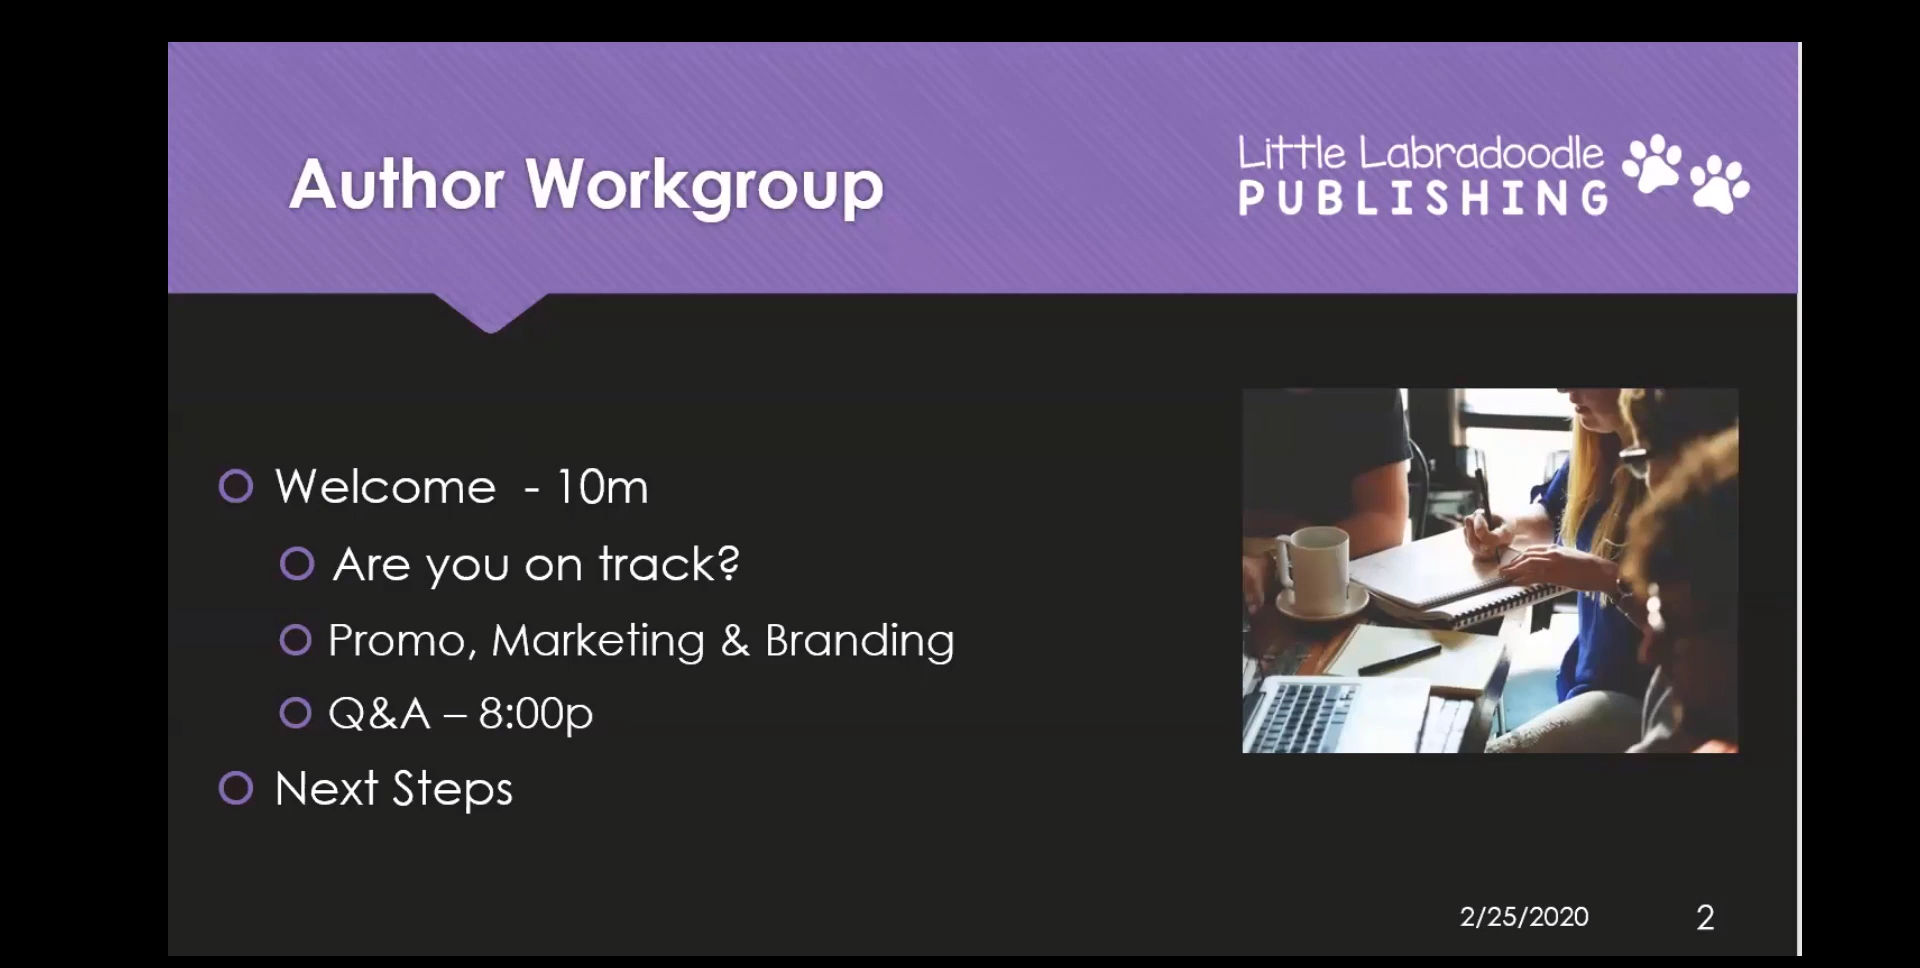 Author Workgroup
Little Labradoodle
PUBLISHING
Welcome - 10m
Are you on track?
Promo, Marketing & Branding
Q&A – 8:00p
Next Steps
2/25/2020
2